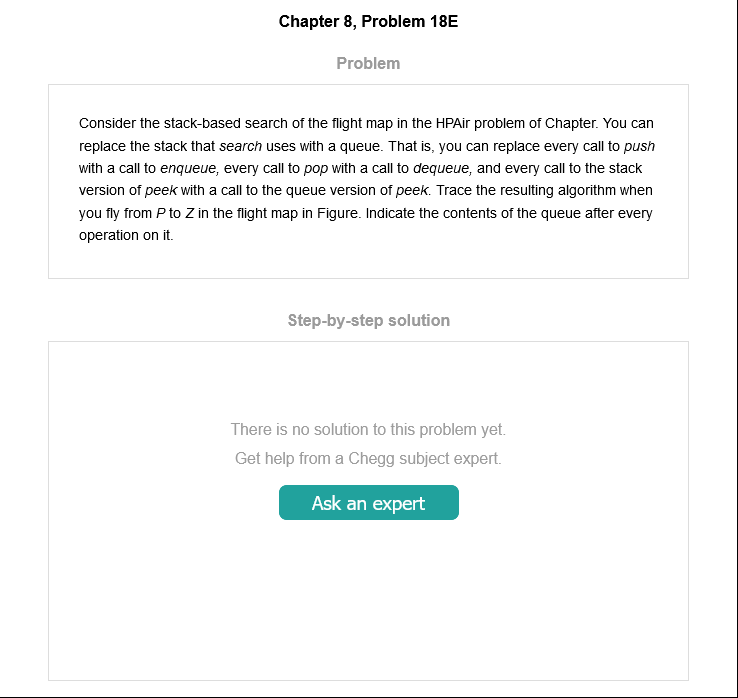 Chapter 8, Problem 18E
Problem
Consider the stack-based search of the flight map in the HPAir problem of Chapter. You can
replace the stack that search uses with a queue. That is, you can replace every call to push
with a call to enqueue, every call to pop with a call to dequeue, and every call to the stack
version of peek with a call to the queue version of peek. Trace the resulting algorithm when
you fly from P to Z in the flight map in Figure. Indicate the contents of the queue after every
operation on it.
Step-by-step solution
There is no solution to this problem yet.
Get help from a Chegg subject expert.
Ask an expert